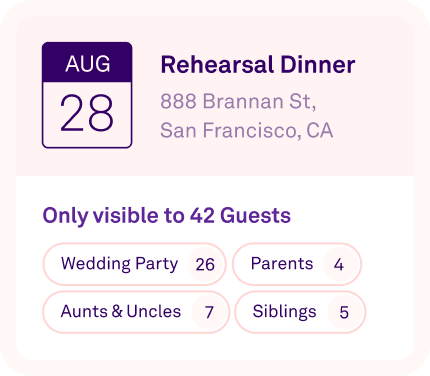 AUG
28
Rehearsal Dinner
888 Brannan St,
San Francisco, CA
Only visible to 42 Guests
Wedding Party 26
Parents 4
Aunts & Uncles 7
Siblings 5